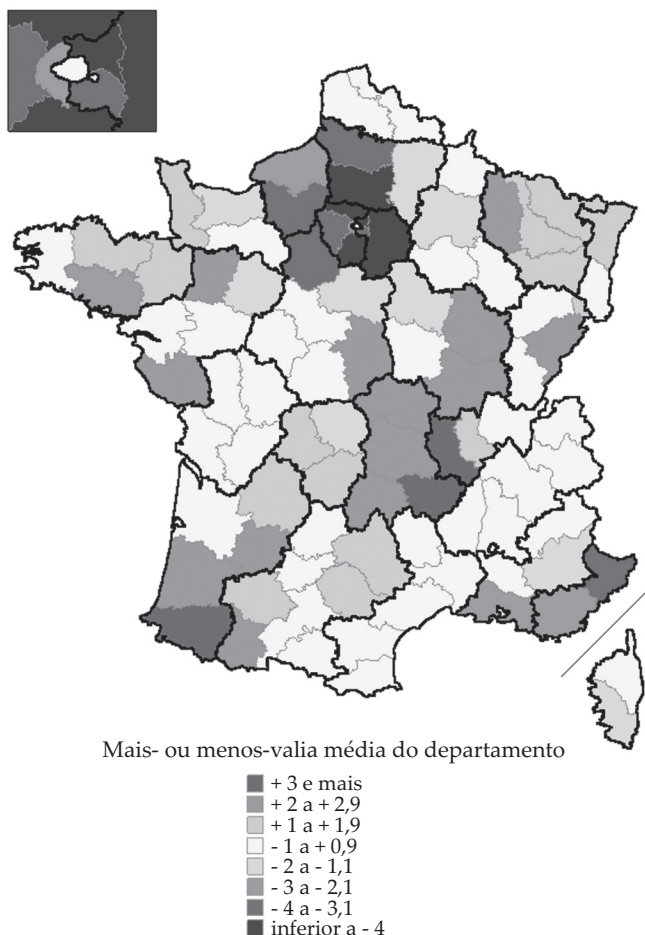 Mais- ou menos-valia média do departamento
+ 3 e mais
+ 2 a + 2,9
+ 1 a + 1,9
- 1 a + 0,9
- 2 a - 1,1
- 3 a - 2,1
- 4 a - 3,1
inferior a - 4